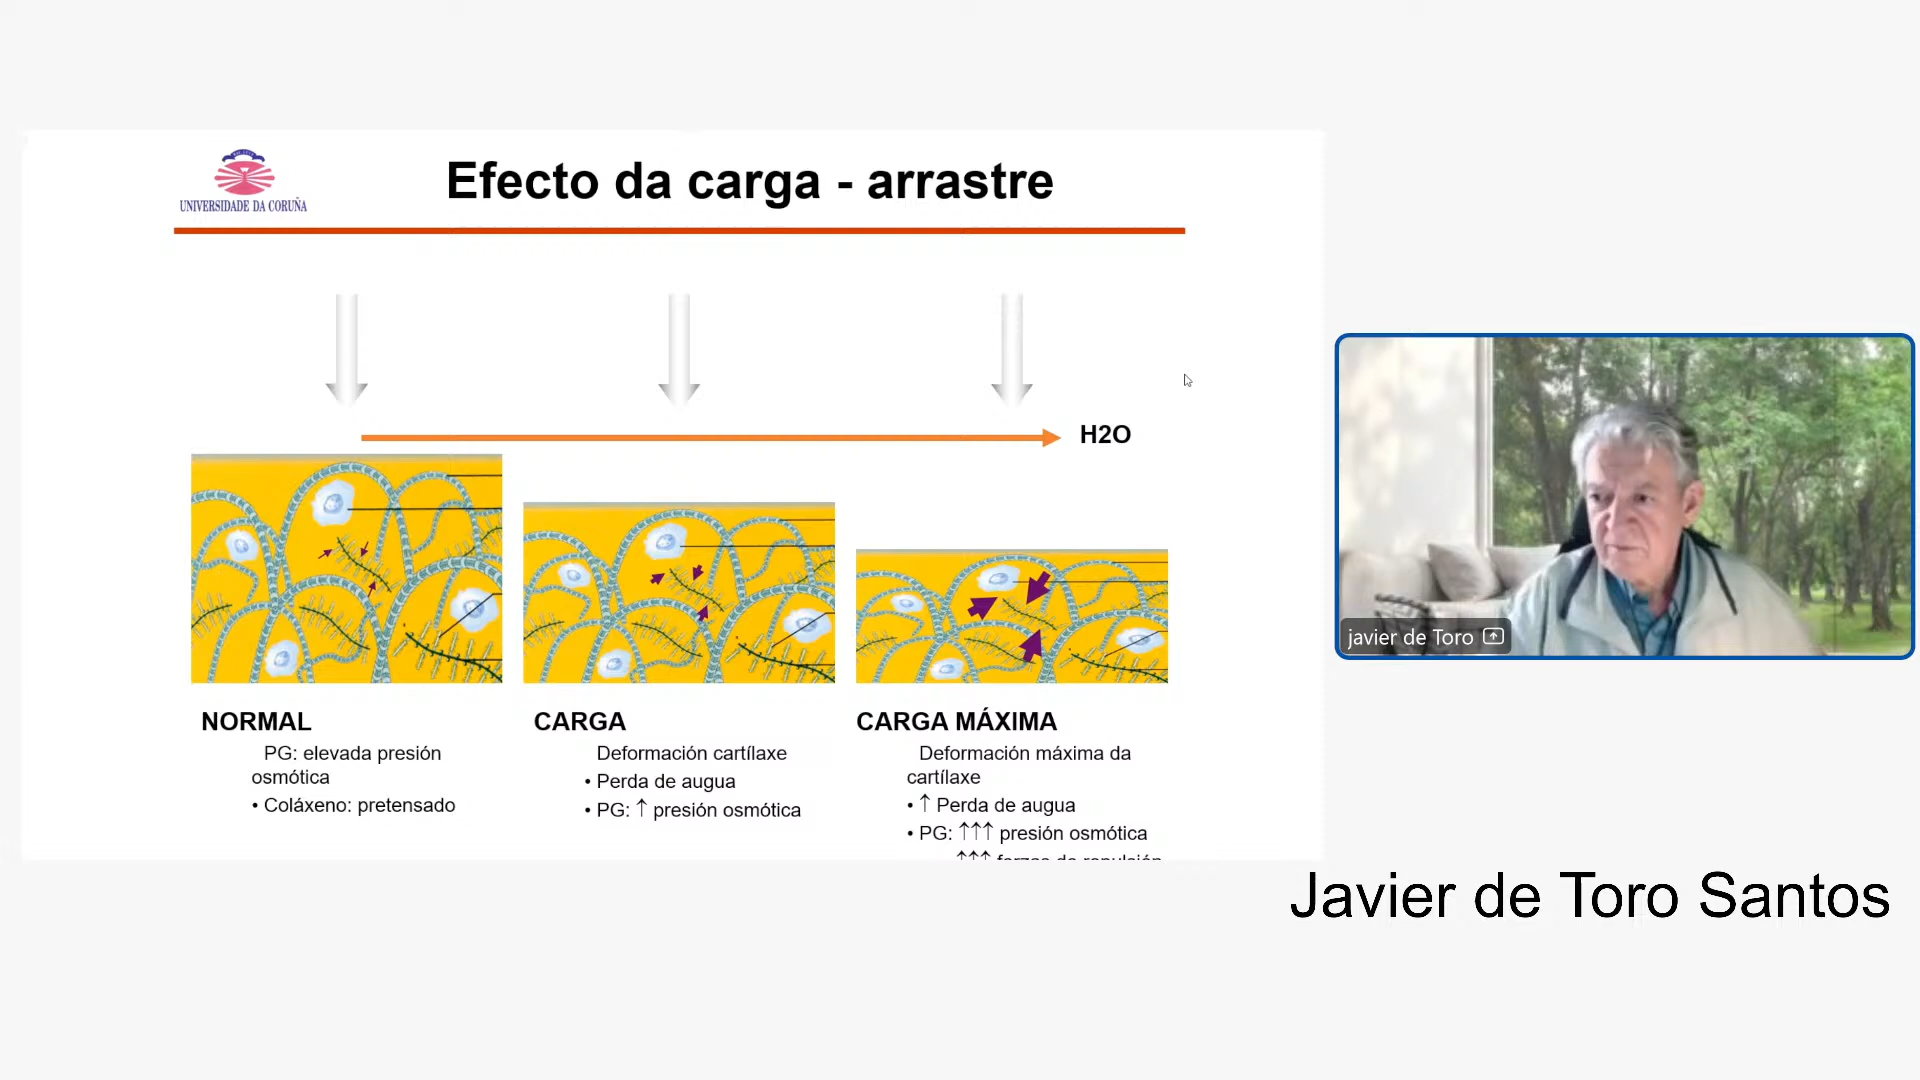 UNIVERSIDADE DA CORUÑA
Efecto da carga - arrastre
H2O
NORMAL
PG: elevada presión
osmótica
• Coláxeno: pretensado
CARGA
Deformación cartílaxe
• Perda de augua
• PG: ↑ presión osmótica
CARGA MÁXIMA
Deformación máxima da
cartílaxe
• ↑ Perda de augua
• PG: ↑↑↑ presión osmótica
↑↑↑ forzas de repulsión
javier de Toro
Javier de Toro Santos